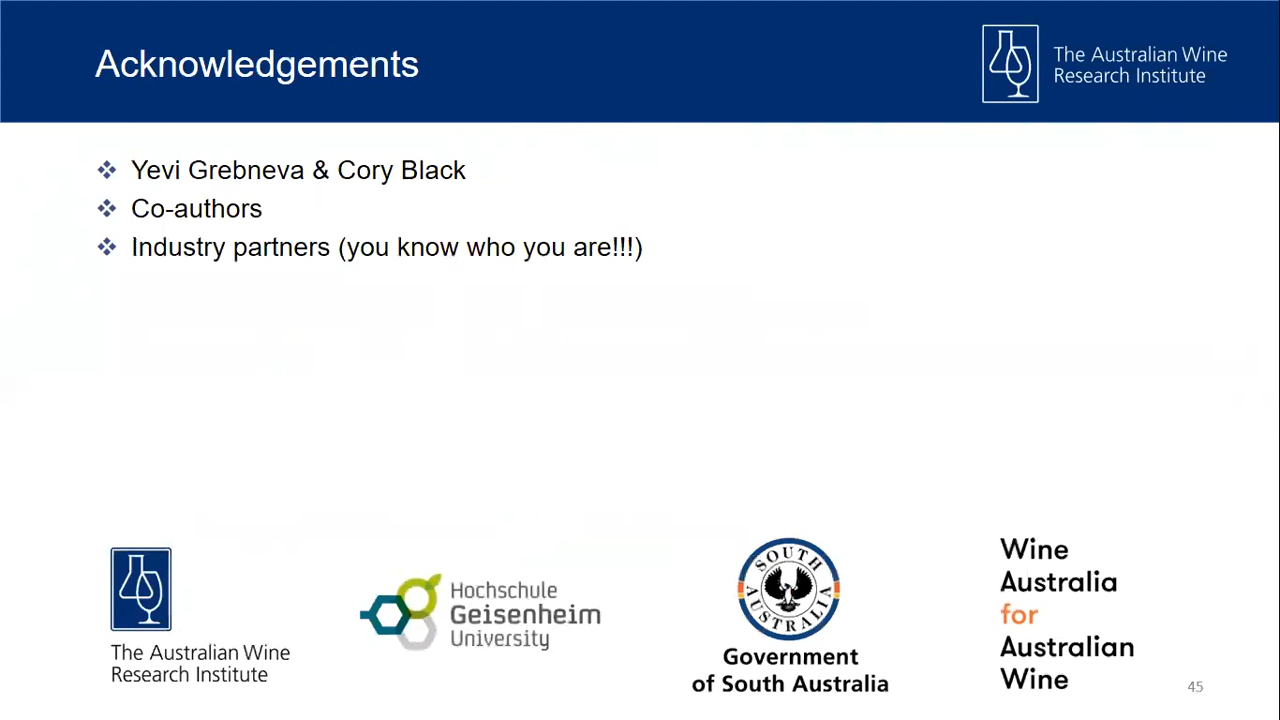 Acknowledgements
The Australian Wine
Research Institute
Yevi Grebneva & Cory Black
Co-authors
Industry partners (you know who you are!!!)
The Australian Wine
Research Institute
Hochschule
Geisenheim
University
SOUTH
AUSTRALIA
Government
of South Australia
Wine
Australia
for
Australian
Wine
45